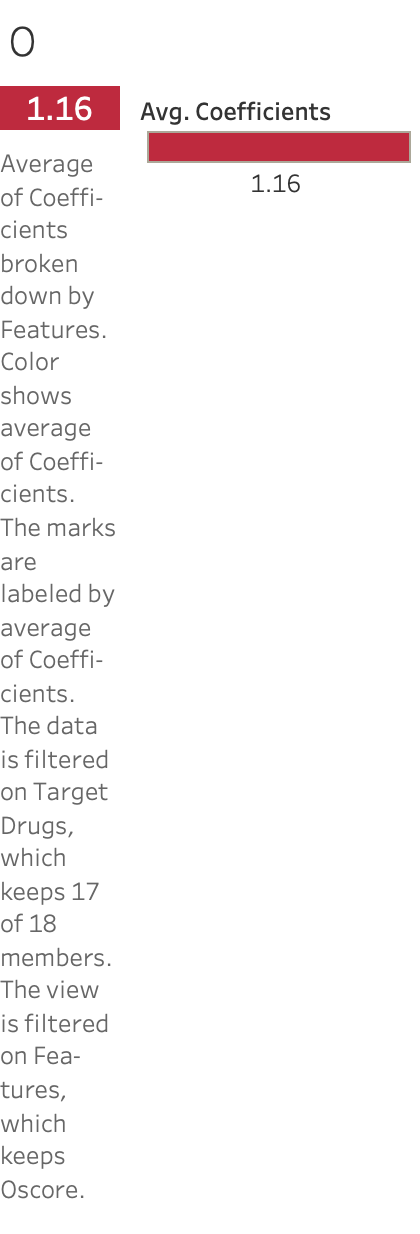 O
1.16
Average
of Coeffi-
cients
broken
down by
Features.
Color
shows
average
of Coeffi-
cients.
The marks
are
labeled by
average
of Coeffi-
cients.
The data
is filtered
on Target
Drugs,
which
keeps 17
of 18
members.
The view
is filtered
on Fea-
tures,
which
keeps
Oscore.
Avg. Coefficients
1.16